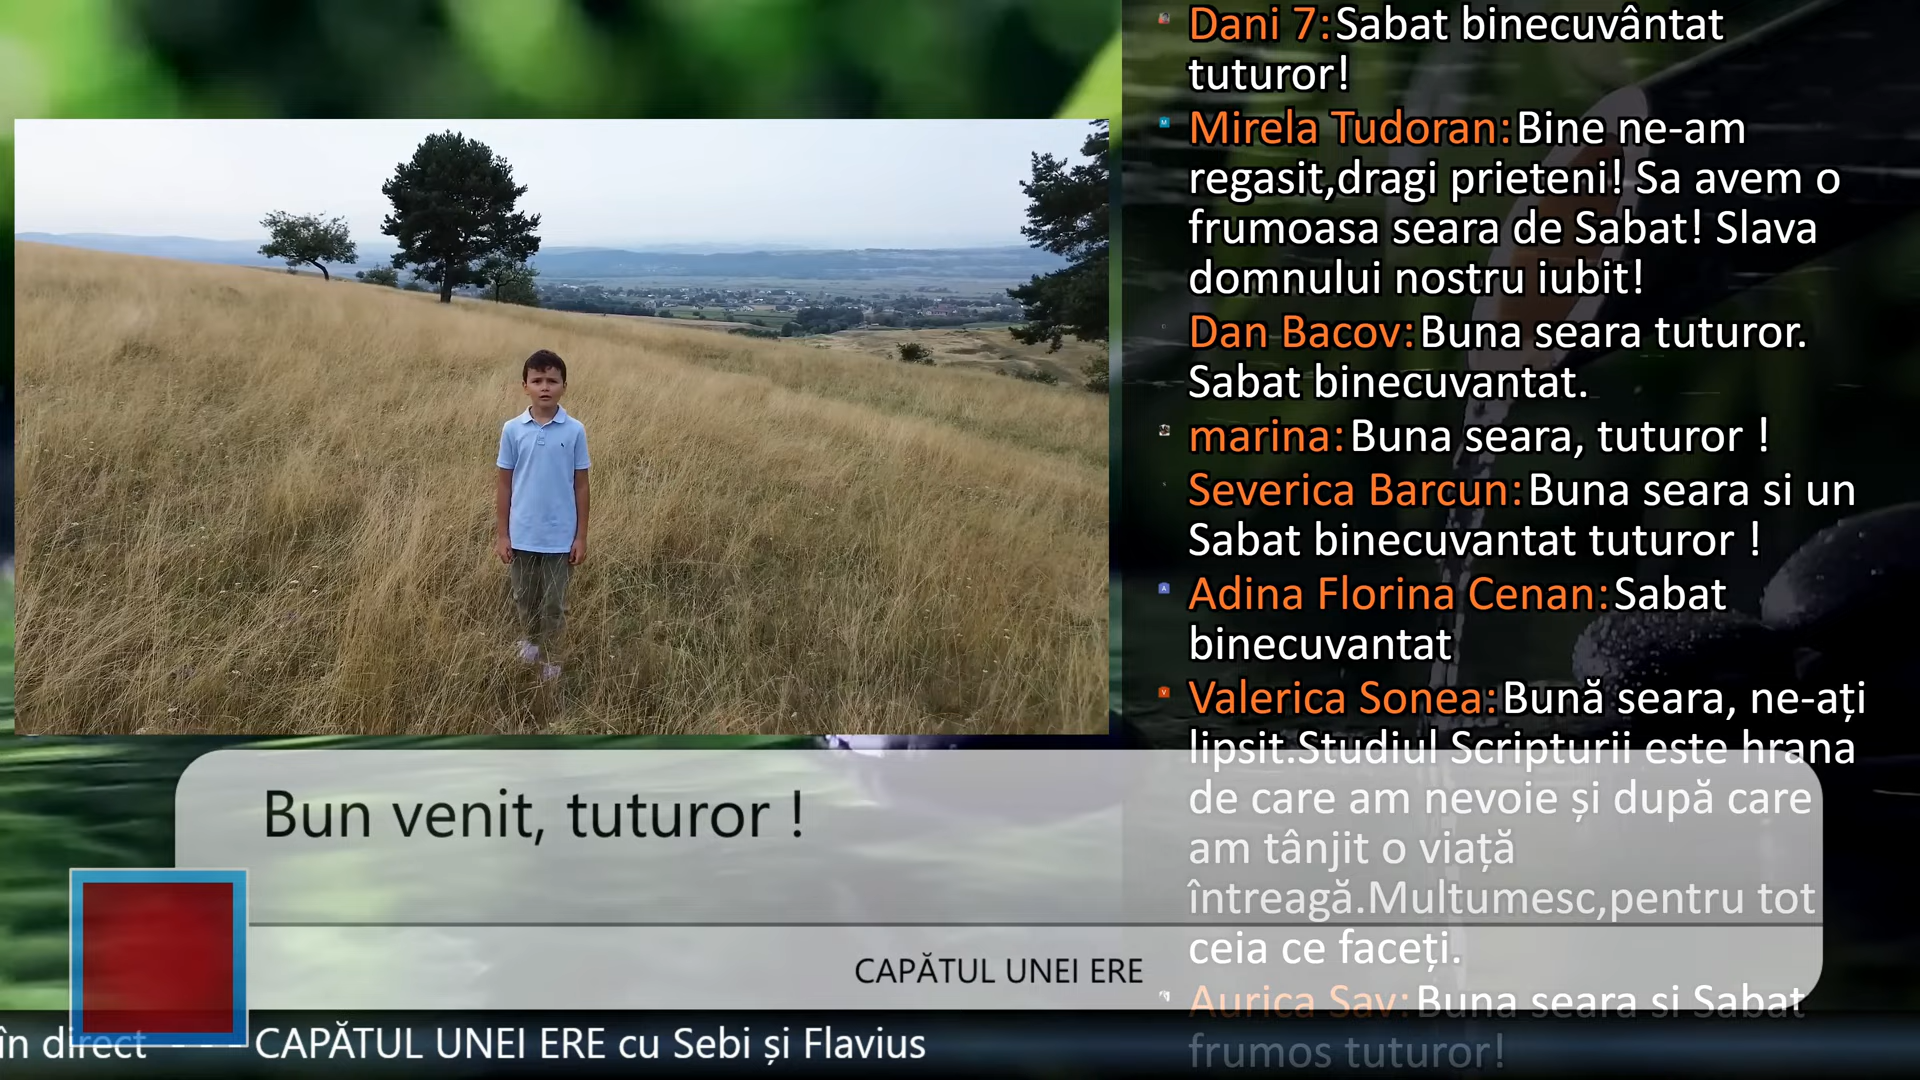 Dani 7:Sabat binecuvântat
tuturor!
Mirela Tudoran:Bine ne-am
regasit,dragi prieteni! Sa avem o
frumoasa seara de Sabat! Slava
domnului nostru iubit!
Dan Bacov:Buna seara tuturor.
Sabat binecuvantat.
marina:Buna seara, tuturor !
Severica Barcun:Buna seara si un
Sabat binecuvantat tuturor !
Adina Florina Cenan:Sabat
binecuvantat
Valerica Sonea:Bună seara, ne-ați
lipsit.Studiul Scripturii este hrana
de care am nevoie și după care
am tânjit o viață
întreagă.Multumesc,pentru tot
ceia ce faceți.
Aurica Sav:Buna seara si Sabat
frumos tuturor!
Bun venit, tuturor !
CAPĂTUL UNEI ERE
în direct - - - CAPĂTUL UNEI ERE cu Sebi și Flavius